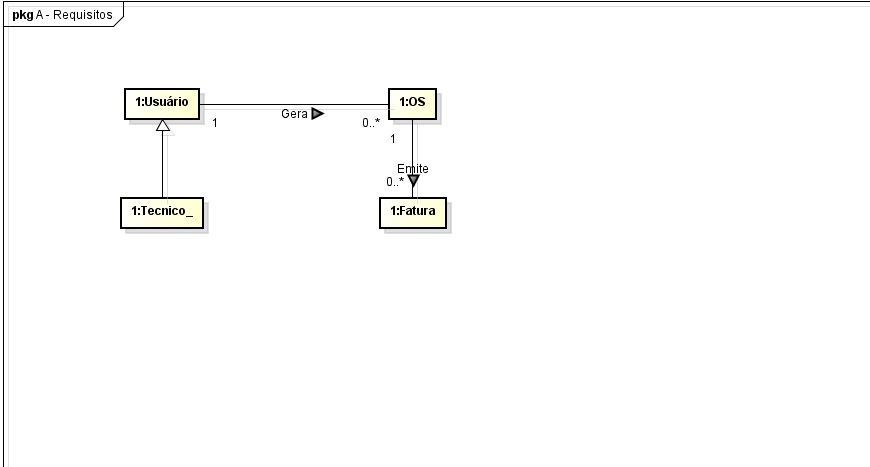 pkg A - Requisitos
1:Usuário
1:OS
Gera
1
0..*
1
Emite
0..*
1:Tecnico_
1:Fatura